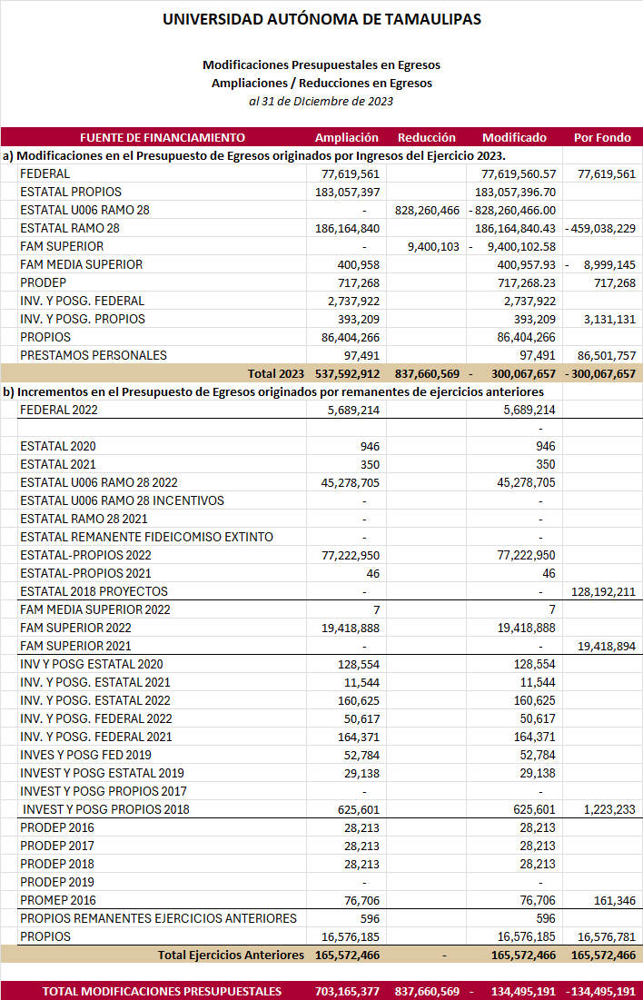 UNIVERSIDAD AUTÓNOMA DE TAMAULIPAS
Modificaciones Presupuestales en Egresos
Ampliaciones / Reducciones en Egresos
al 31 de DIciembre de 2023
FUENTE DE FINANCIAMIENTO Ampliación Reducción Modificado Por Fondo
a) Modificaciones en el Presupuesto de Egresos originados por Ingresos del Ejercicio 2023.
FEDERAL 77,619,561 77,619,560.57 77,619,561
ESTATAL PROPIOS 183,057,397 183,057,396.70
ESTATAL U006 RAMO 28 - 828,260,466 -828,260,466.00
ESTATAL RAMO 28 186,164,840 186,164,840.43 -459,038,229
FAM SUPERIOR - 9,400,103 - 9,400,102.58
FAM MEDIA SUPERIOR 400,958 400,957.93 - 8,999,145
PRODEP 717,268 717,268.23 717,268
INV. Y POSG. FEDERAL 2,737,922 2,737,922
INV. Y POSG. PROPIOS 393,209 393,209 3,131,131
PROPIOS 86,404,266 86,404,266
PRESTAMOS PERSONALES 97,491 97,491 86,501,757
Total 2023 537,592,912 837,660,569 - 300,067,657 -300,067,657
b) Incrementos en el Presupuesto de Egresos originados por remanentes de ejercicios anteriores
FEDERAL 2022 5,689,214 5,689,214
-
ESTATAL 2020 946 946
ESTATAL 2021 350 350
ESTATAL U006 RAMO 28 2022 45,278,705 45,278,705
ESTATAL U006 RAMO 28 INCENTIVOS - -
ESTATAL RAMO 28 2021 - -
ESTATAL REMANENTE FIDEICOMISO EXTINTO - -
ESTATAL-PROPIOS 2022 77,222,950 77,222,950
ESTATAL-PROPIOS 2021 46 46
ESTATAL 2018 PROYECTOS - - 128,192,211
FAM MEDIA SUPERIOR 2022 7 7
FAM SUPERIOR 2022 19,418,888 19,418,888
FAM SUPERIOR 2021 - - 19,418,894
INV Y POSG ESTATAL 2020 128,554 128,554
INV. Y POSG. ESTATAL 2021 11,544 11,544
INV. Y POSG. ESTATAL 2022 160,625 160,625
INV. Y POSG. FEDERAL 2022 50,617 50,617
INV. Y POSG. FEDERAL 2021 164,371 164,371
INVES Y POSG FED 2019 52,784 52,784
INVEST Y POSG ESTATAL 2019 29,138 29,138
INVEST Y POSG PROPIOS 2017 - -
INVEST Y POSG PROPIOS 2018 625,601 625,601 1,223,233
PRODEP 2016 28,213 28,213
PRODEP 2017 28,213 28,213
PRODEP 2018 28,213 28,213
PRODEP 2019 - -
PROMEP 2016 76,706 76,706 161,346
PROPIOS REMANENTES EJERCICIOS ANTERIORES 596 596
PROPIOS 16,576,185 16,576,185 16,576,781
Total Ejercicios Anteriores 165,572,466 - 165,572,466 165,572,466
TOTAL MODIFICACIONES PRESUPUESTALES 703,165,377 837,660,569 - 134,495,191 -134,495,191